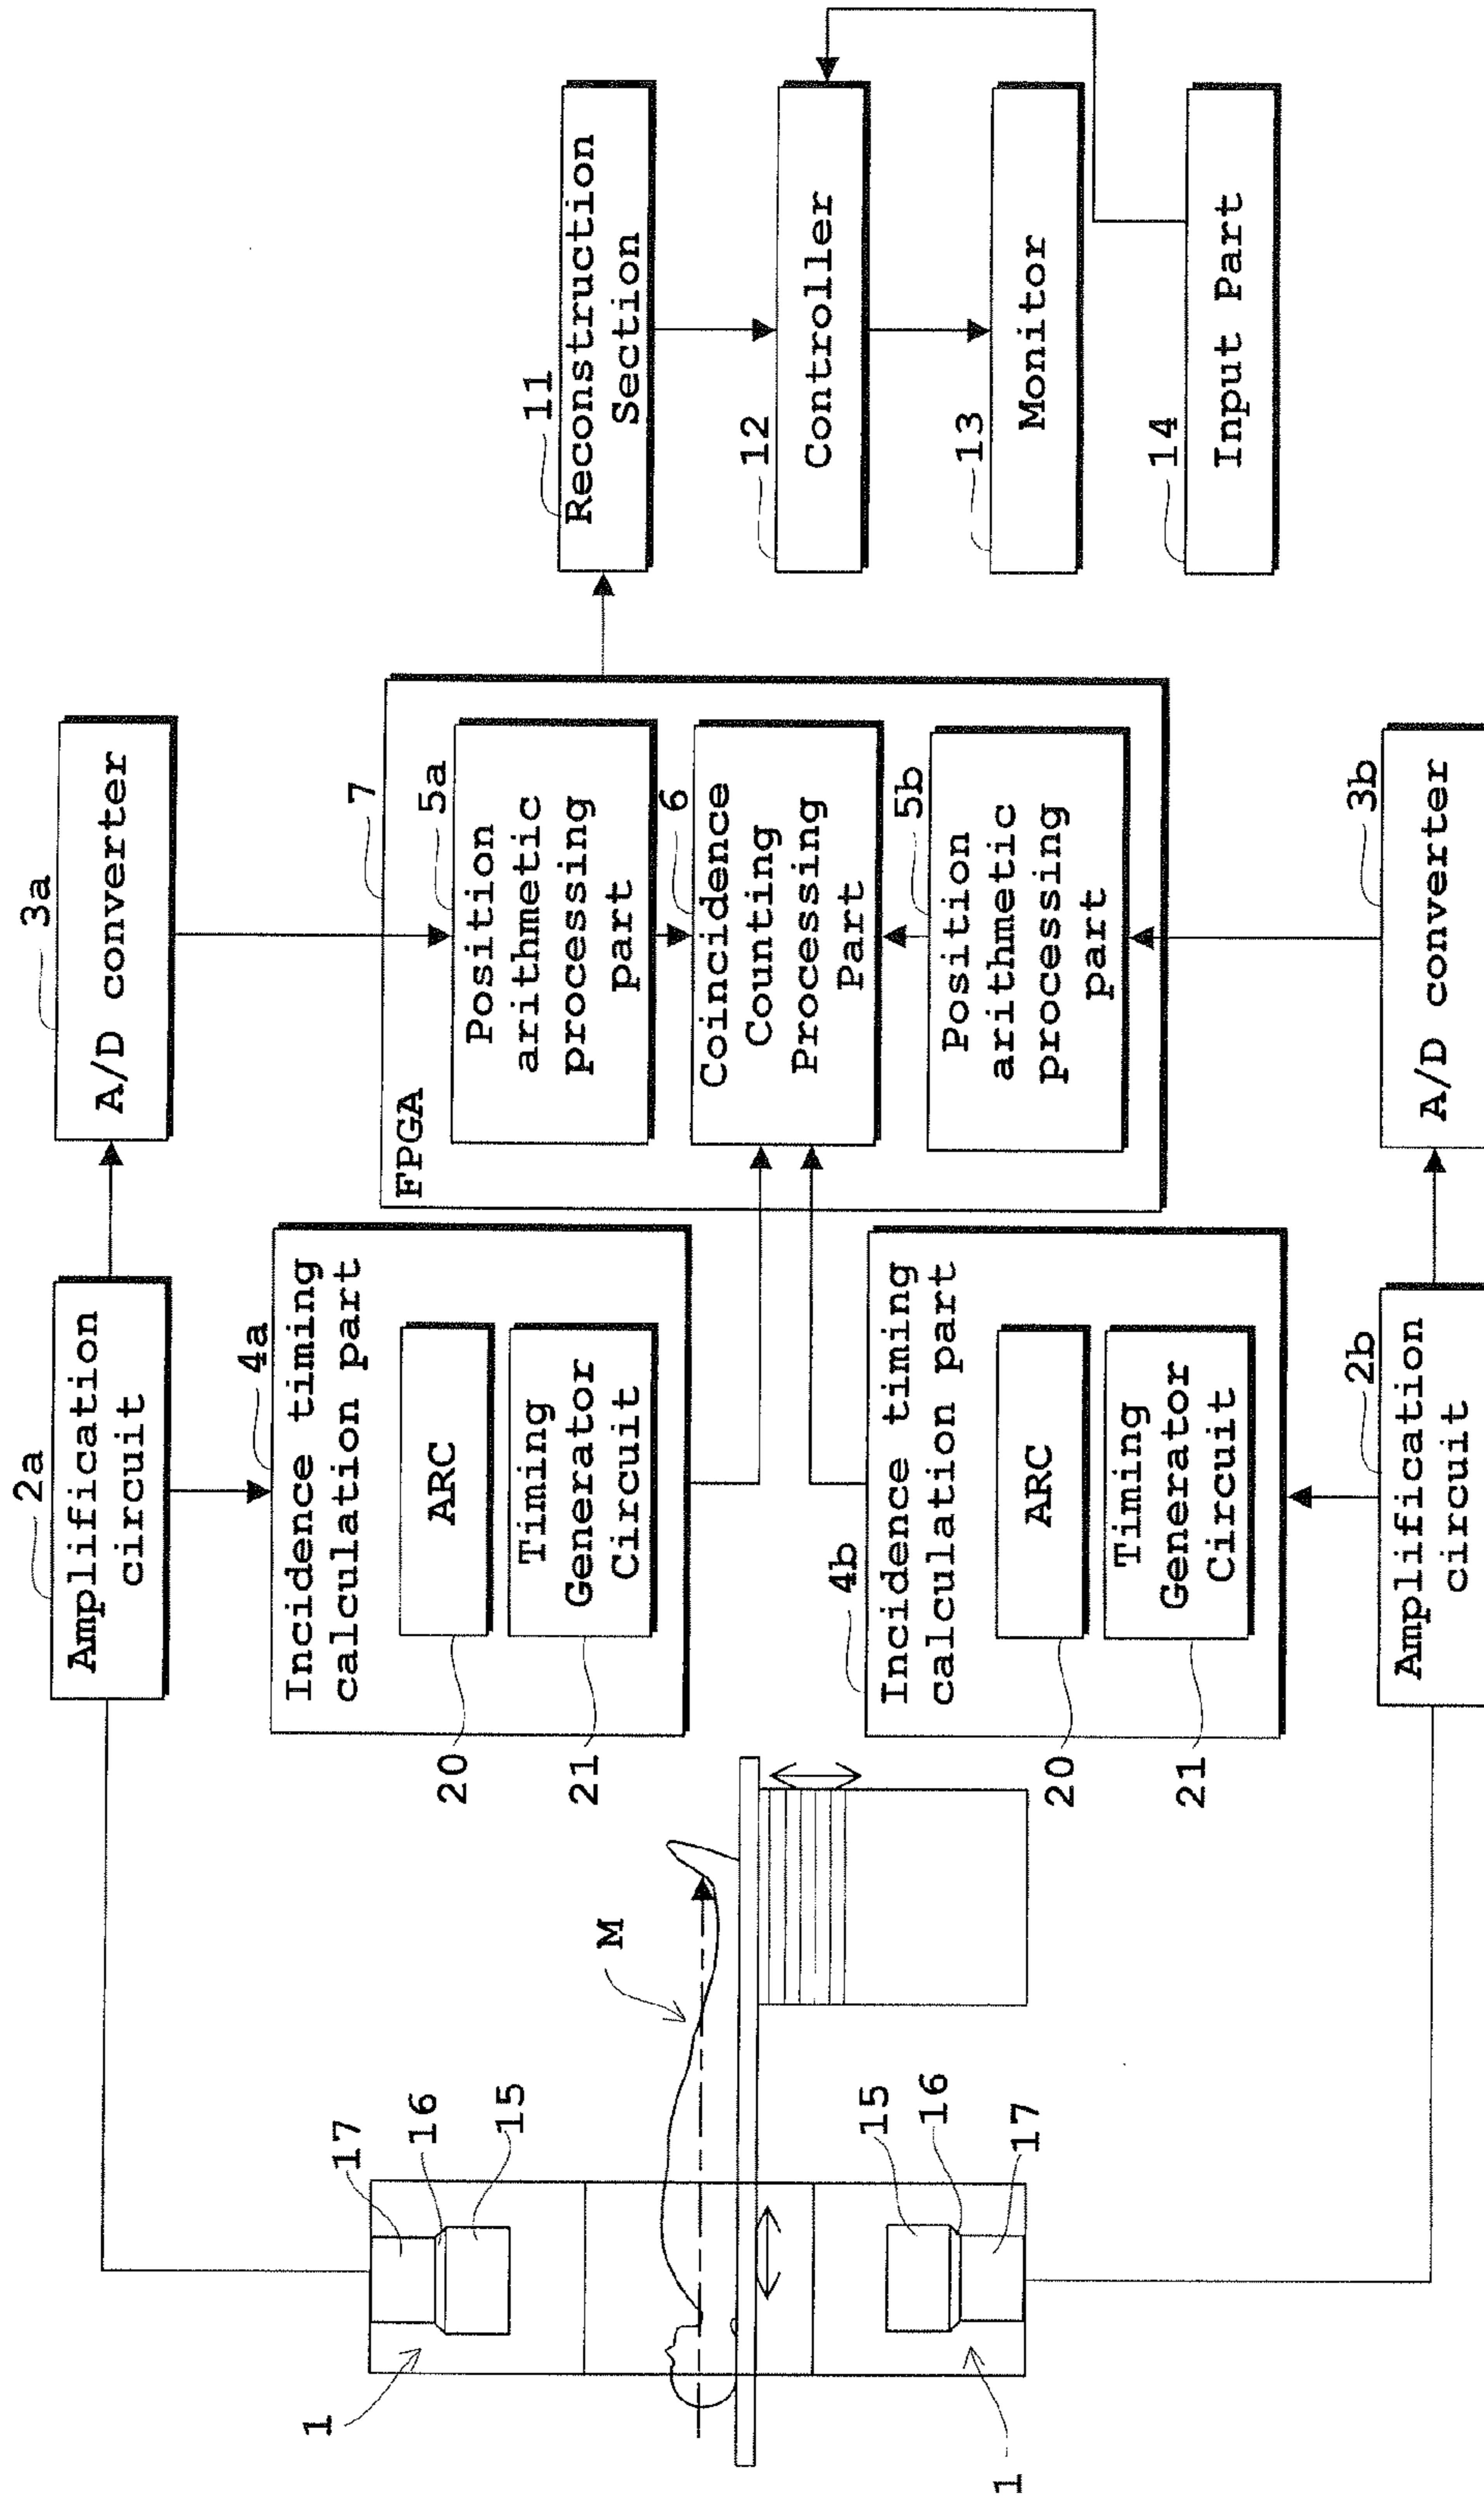 2a
Amplification
circuit
3a
A/D converter
4a
Incidence timing
calculation part
ARC
20
Timing
Generator
Circuit
21
7
FPGA
5a
Position
arithmetic
processing
part
6
Coincidence
Counting
Processing
Part
5b
Position
arithmetic
processing
part
11
Reconstruction
Section
12
Controller
13
Monitor
14
Input Part
17
16
15
1
M
15
16
17
1
4b
Incidence timing
calculation part
ARC
20
Timing
Generator
Circuit
21
2b
Amplification
circuit
3b
A/D converter